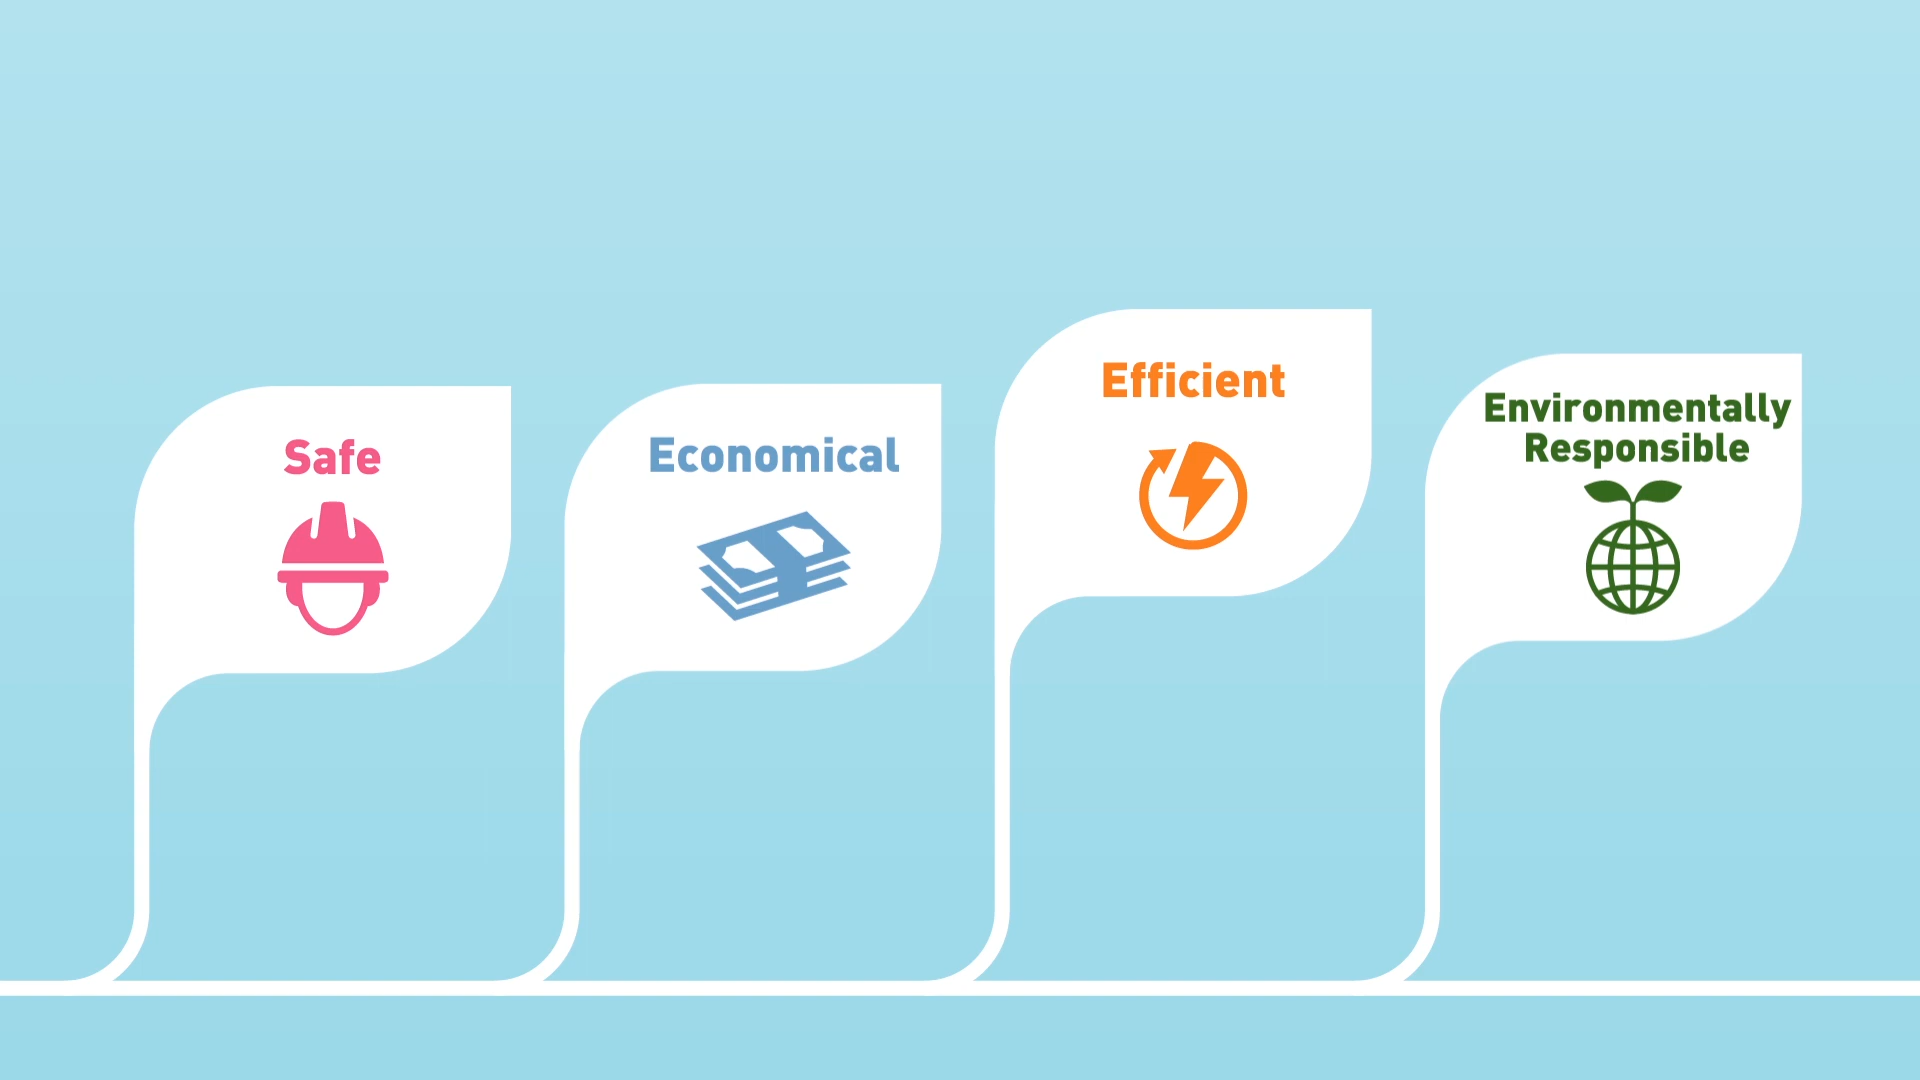 Safe
Economical
Efficient
Environmentally
Responsible